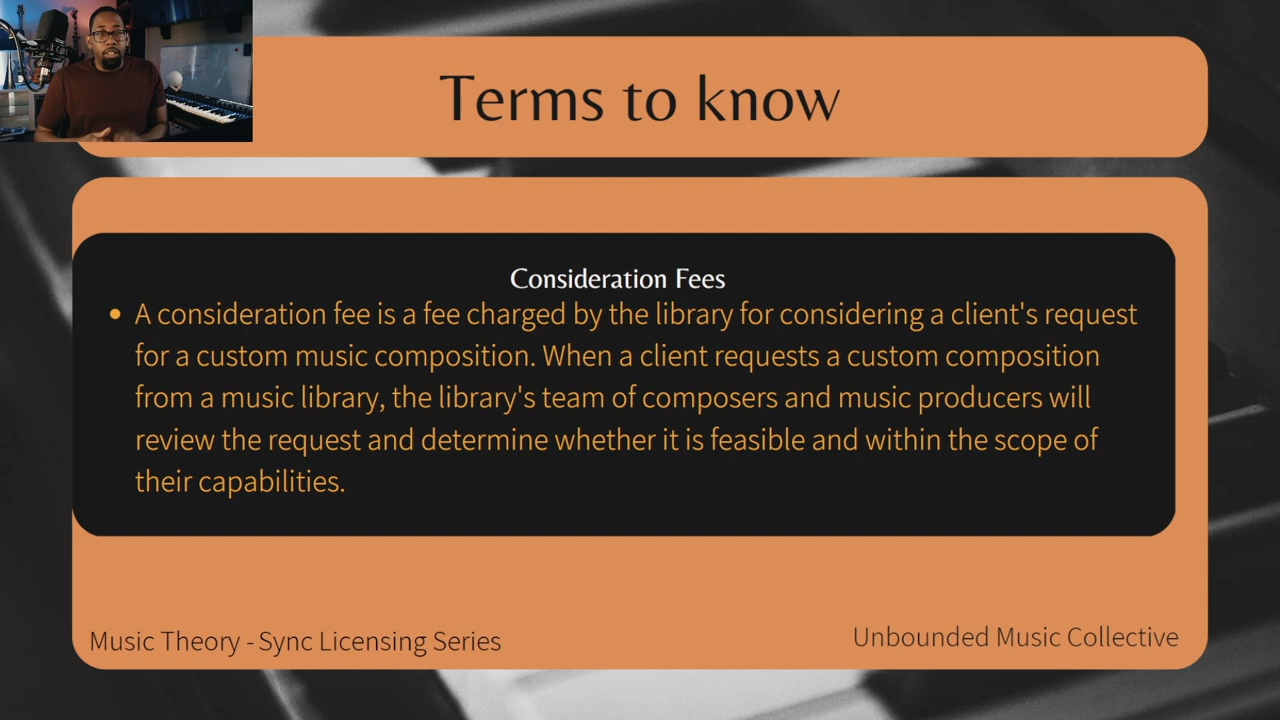 Terms to know
Consideration Fees
• A consideration fee is a fee charged by the library for considering a client's request
for a custom music composition. When a client requests a custom composition
from a music library, the library's team of composers and music producers will
review the request and determine whether it is feasible and within the scope of
their capabilities.
Music Theory - Sync Licensing Series
Unbounded Music Collective